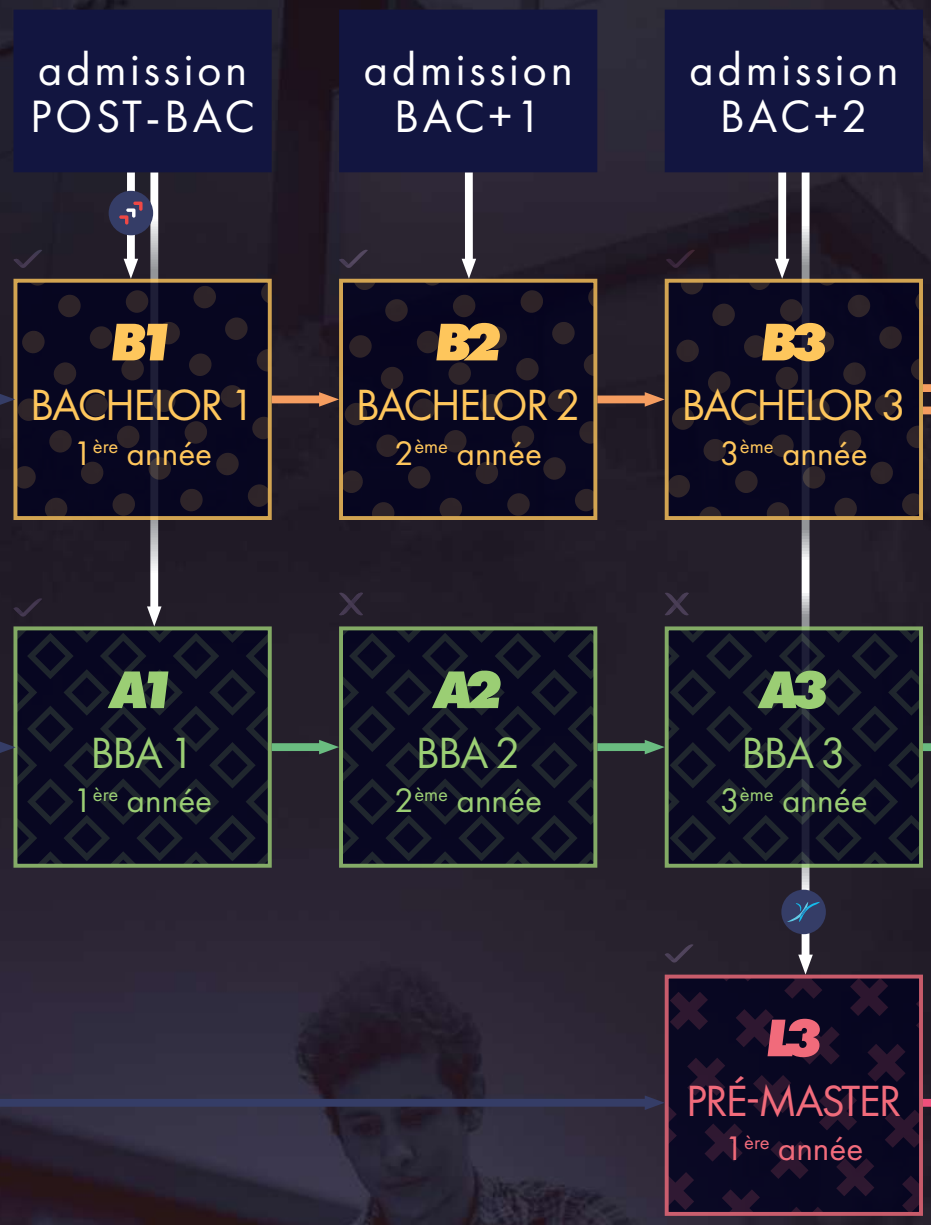 admission
POST-BAC
admission
BAC+1
admission
BAC+2
B1
BACHELOR 1
1ère année
B2
BACHELOR 2
2ème année
B3
BACHELOR 3
3ème année
A1
BBA 1
1ère année
A2
BBA 2
2ème année
A3
BBA 3
3ème année
L3
PRÉ-MASTER
1ère année